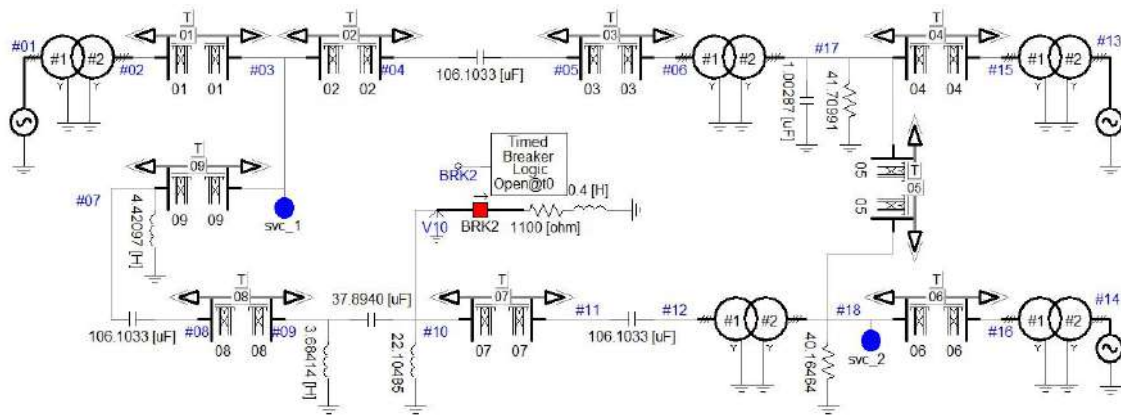 T
01
T
02
T
03
T
04
#01
#1
#2
#02
01
01
#03
02
#04
02
106.1033 [uF]
#05
03
03
#06
#1
#2
#17
1.00287 [uF]
41.70991
04
04
#15
#1
#2
#13
T
09
#07
4.42097 [H]
09
09
svc_1
Timed
Breaker
Logic
Open@t0
BRK2
V10
BRK2
1100 [ohm]
0.4 [H]
05
05
T
05
106.1033 [uF]
#08
T
08
08
08
#09
3.68414 [H]
37.8940 [uF]
22.10485
#10
T
07
07
07
#11
106.1033 [uF]
#12
#1
#2
40.16464
#18
svc_2
T
06
06
06
#16
#1
#2
#14